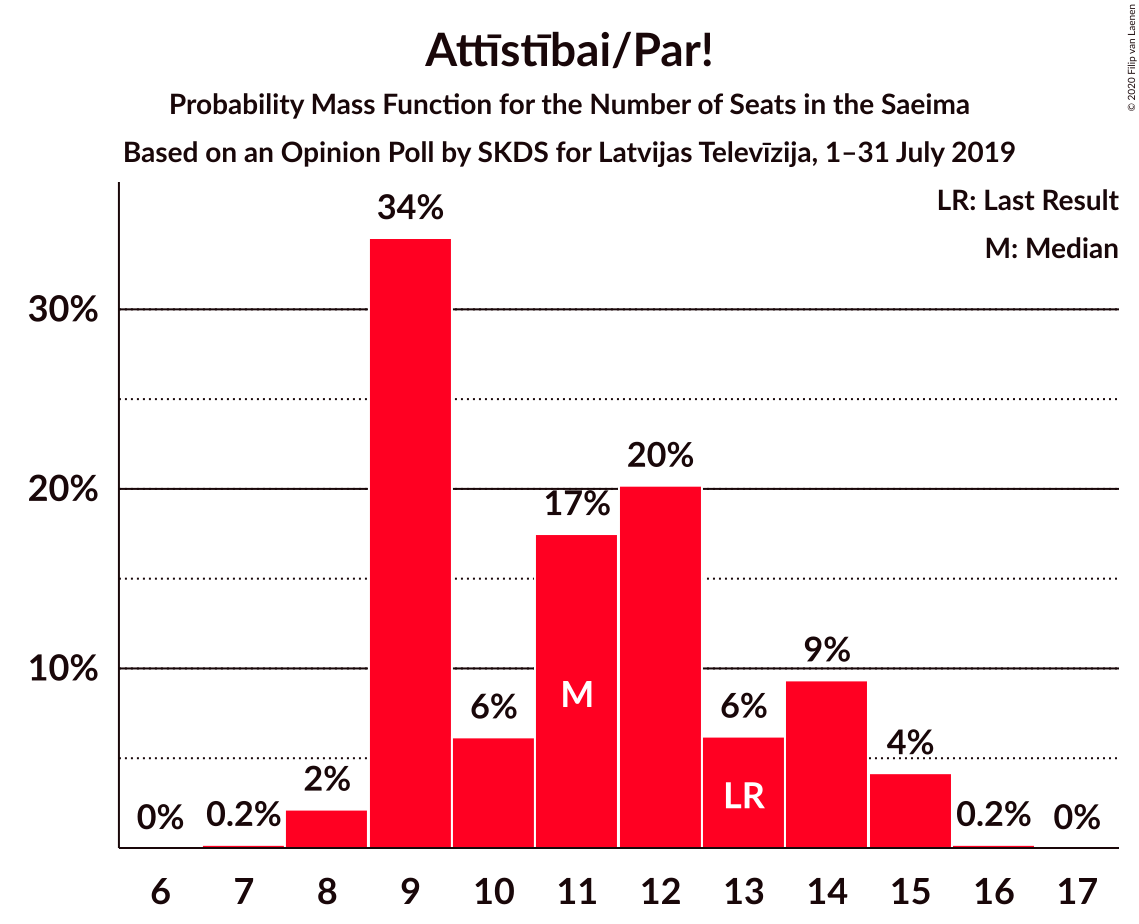 Attīstībai/Par!
Probability Mass Function for the Number of Seats in the Saeima
Based on an Opinion Poll by SKDS for Latvijas Televīzija, 1–31 July 2019
© 2020 Filip van Laenen
LR: Last Result
M: Median
30%
20%
10%
0%
0.2%
2%
34%
6%
17%
20%
6%
9%
4%
0.2%
0%
M
LR
6 7 8 9 10 11 12 13 14 15 16 17